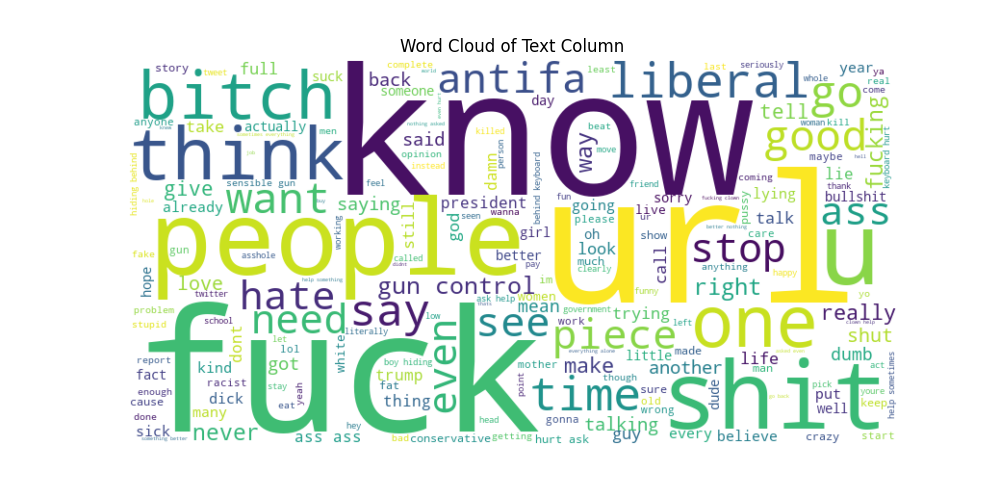 Word Cloud of Text Column
story tweet full suck complete back someone antifa least liberal last seriously whole year ya real come
bitch know go
anyone take actually men said opinion instead killed damn person day way beat move tell good woman kill maybe fucking keyboard hurt
think hiding behind
give sensible gun feel want saying president seen wanna behind keyboard fun friend sorry coming fucking clown lying lie thank bullshit
already love people still god girl going please oh look much clearly ur live show call pussy talk better nothing care ass
url stop u
hope fake gun asshole working called didnt better pay im women anything right happy yo
twitter help something hate gun control ask help mean trying funny government one really
problem stupid school need say low see work piece left shut
fuck dont let lol literally white even everything alone clown help
report fact kind got boy hiding trump mother though make little another made life man dumb act
enough cause racist dick stay eat yeah fat thing point time sure old wrong dude shit pick put youre keep help sometimes
done many hey head gonna well
sick never ass ass bad conservative getting hurt ask guy talking every believe crazy start
something better